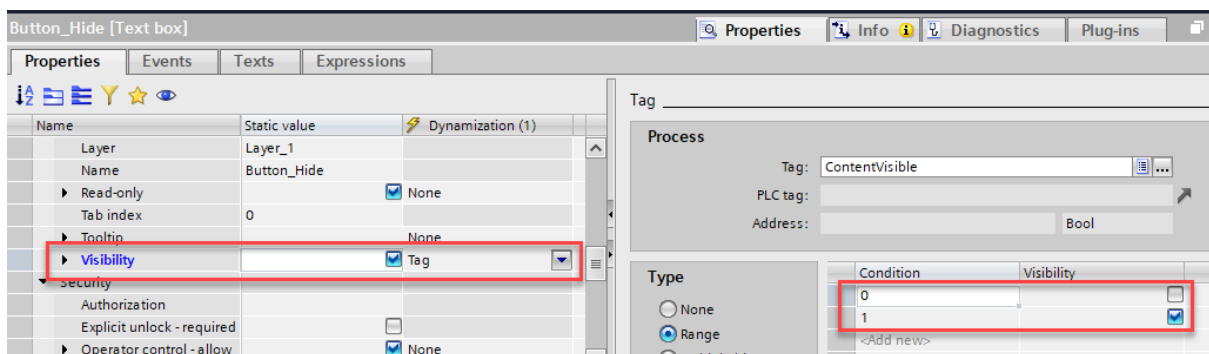 Button_Hide [Text box]
Properties Info Diagnostics Plug-ins
Properties Events Texts Expressions
Name Static value Dynamization (1)
Layer Layer_1
Name Button_Hide
Read-only None
Tab index 0
Tooltip None
Visibility Tag
Security
Authorization
Explicit unlock - required
Operator control - allow None
Tag
Process
Tag: ContentVisible
PLC tag:
Address: Bool
Type
None
Range
Condition Visibility
0
1
<Add new>